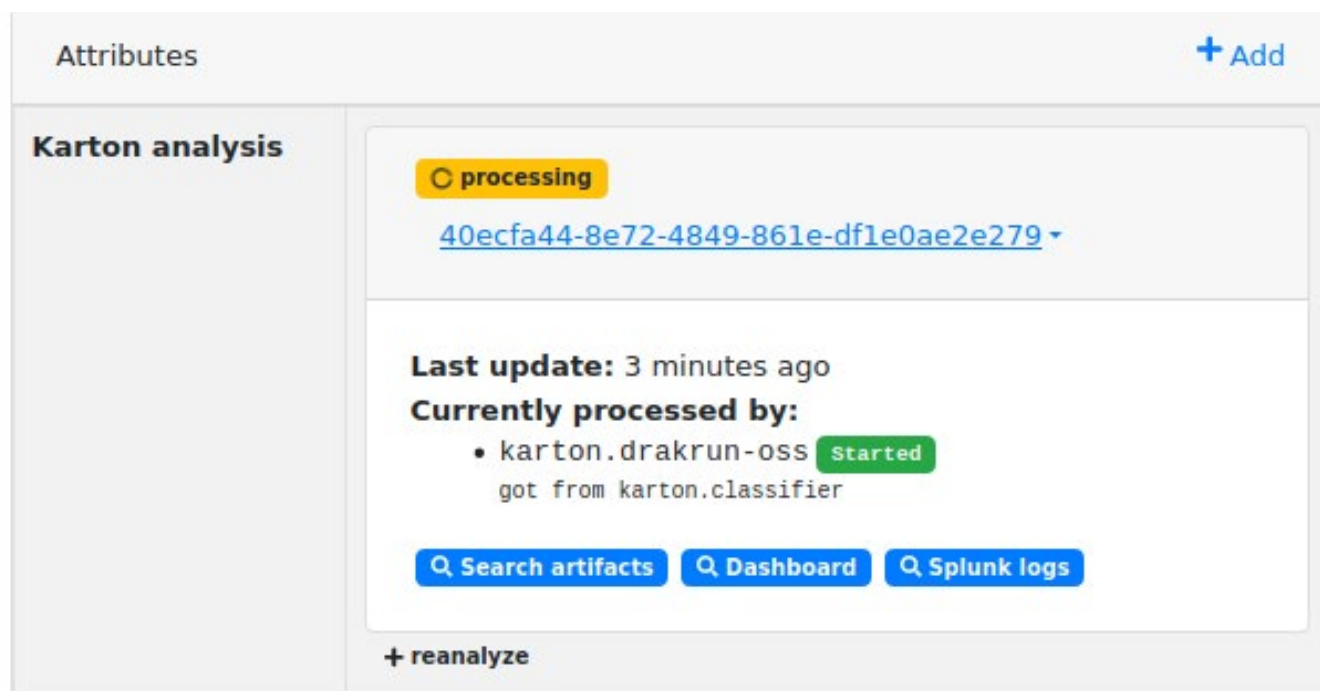 Attributes
+ Add
Karton analysis
processing
40ecfa44-8e72-4849-861e-df1e0ae2e279
Last update: 3 minutes ago
Currently processed by:
• karton.drakrun-oss Started
got from karton.classifier
Search artifacts Dashboard Splunk logs
+ reanalyze